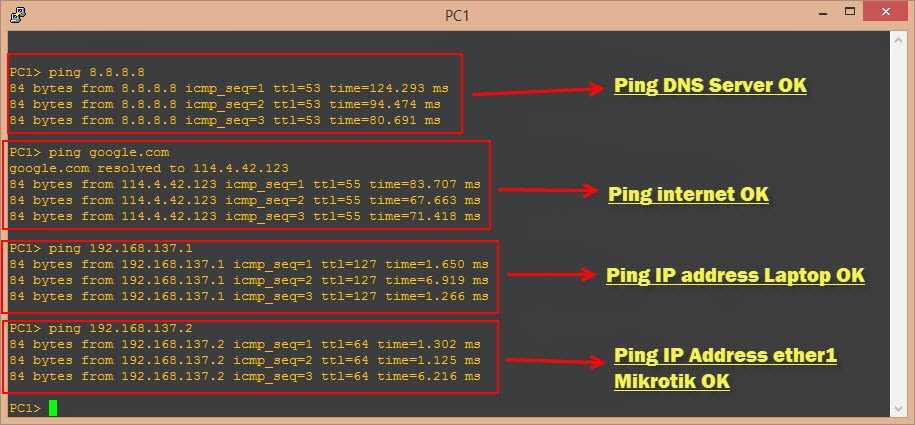 PC1
PC1> ping 8.8.8.8
84 bytes from 8.8.8.8 icmp_seq=1 ttl=53 time=124.293 ms
84 bytes from 8.8.8.8 icmp_seq=2 ttl=53 time=94.474 ms
84 bytes from 8.8.8.8 icmp_seq=3 ttl=53 time=80.691 ms
Ping DNS Server OK
PC1> ping google.com
google.com resolved to 114.4.42.123
84 bytes from 114.4.42.123 icmp_seq=1 ttl=55 time=83.707 ms
84 bytes from 114.4.42.123 icmp_seq=2 ttl=55 time=67.663 ms
84 bytes from 114.4.42.123 icmp_seq=3 ttl=55 time=71.418 ms
Ping internet OK
PC1> ping 192.168.137.1
84 bytes from 192.168.137.1 icmp_seq=1 ttl=127 time=1.650 ms
84 bytes from 192.168.137.1 icmp_seq=2 ttl=127 time=6.919 ms
84 bytes from 192.168.137.1 icmp_seq=3 ttl=127 time=1.266 ms
Ping IP address Laptop OK
PC1> ping 192.168.137.2
84 bytes from 192.168.137.2 icmp_seq=1 ttl=64 time=1.302 ms
84 bytes from 192.168.137.2 icmp_seq=2 ttl=64 time=1.125 ms
84 bytes from 192.168.137.2 icmp_seq=3 ttl=64 time=6.216 ms
Ping IP Address ether1
Mikrotik OK
PC1>